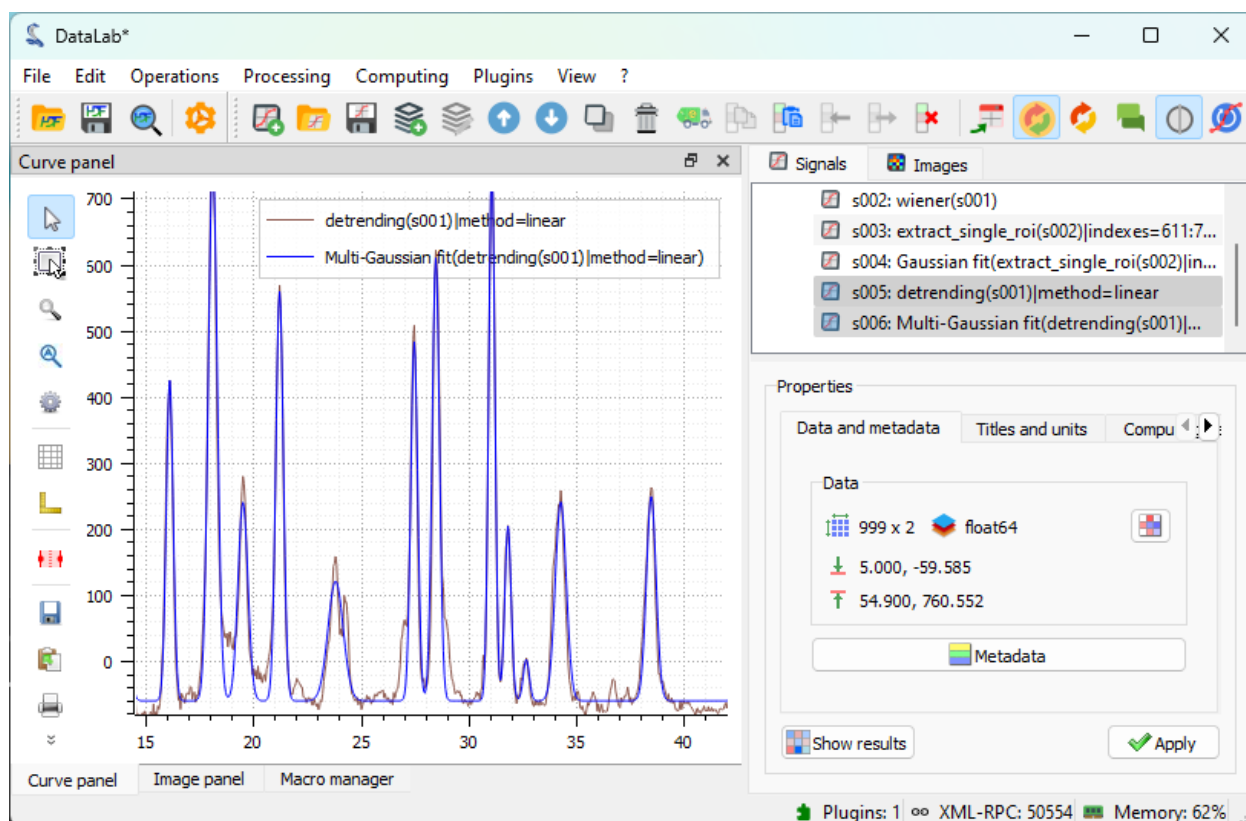 DataLab*
File Edit Operations Processing Computing Plugins View ?
Curve panel
700
600
500
400
300
200
100
0
15 20 25 30 35 40
detrending(s001)|method=linear
Multi-Gaussian fit(detrending(s001)|method=linear)
Curve panel Image panel Macro manager
Signals Images
s002: wiener(s001)
s003: extract_single_roi(s002)|indexes=611:7...
s004: Gaussian fit(extract_single_roi(s002)|in...
s005: detrending(s001)|method=linear
s006: Multi-Gaussian fit(detrending(s001)|...
Properties
Data and metadata Titles and units Compu
Data
999 x 2 float64
5.000, -59.585
54.900, 760.552
Metadata
Show results Apply
Plugins: 1 XML-RPC: 50554 Memory: 62%